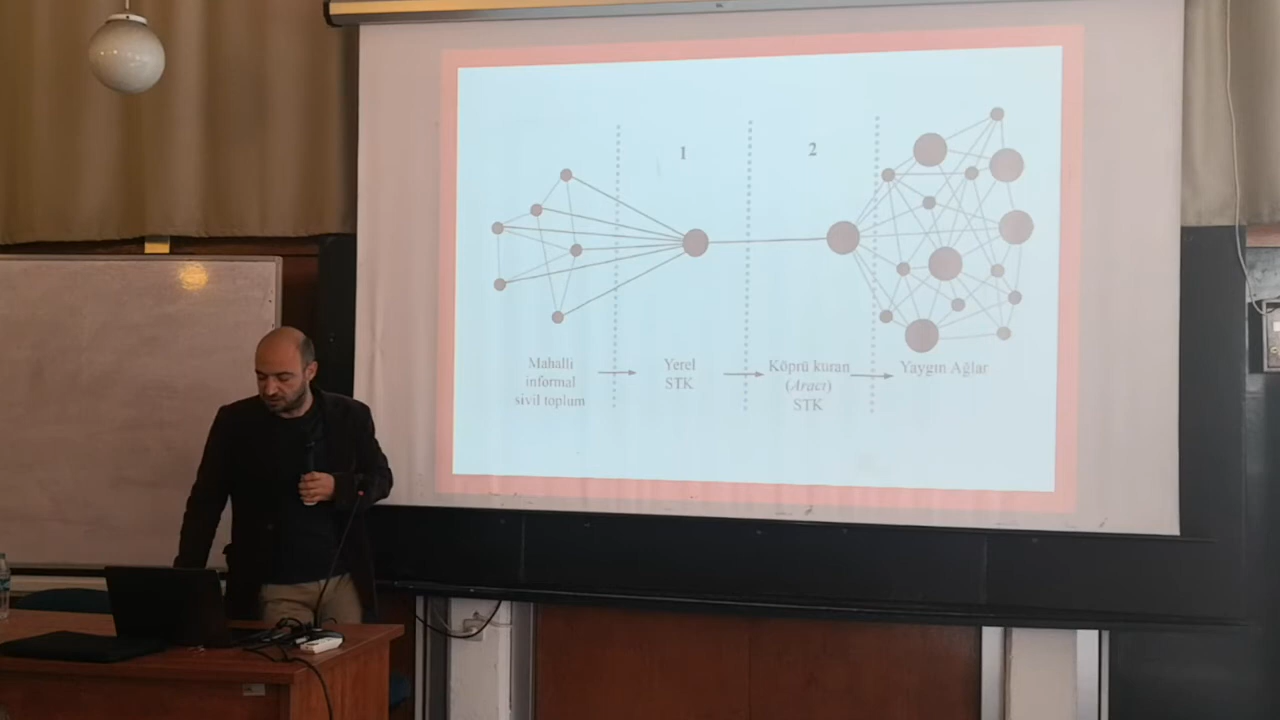 1
2
Mahalli
informal
sivil toplum
Yerel
STK
Köprü kuran
(Aracı)
STK
Yaygın Ağlar